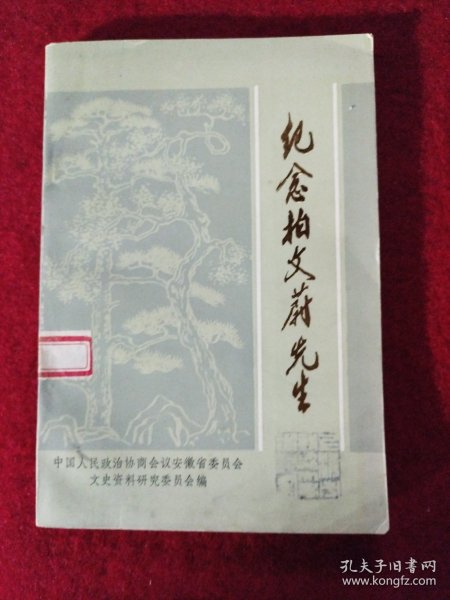 纪念柏文蔚先生
中国人民政治协商会议安徽省委员会
文史资料研究委员会编
孔夫子旧书网
www.kongfz.com